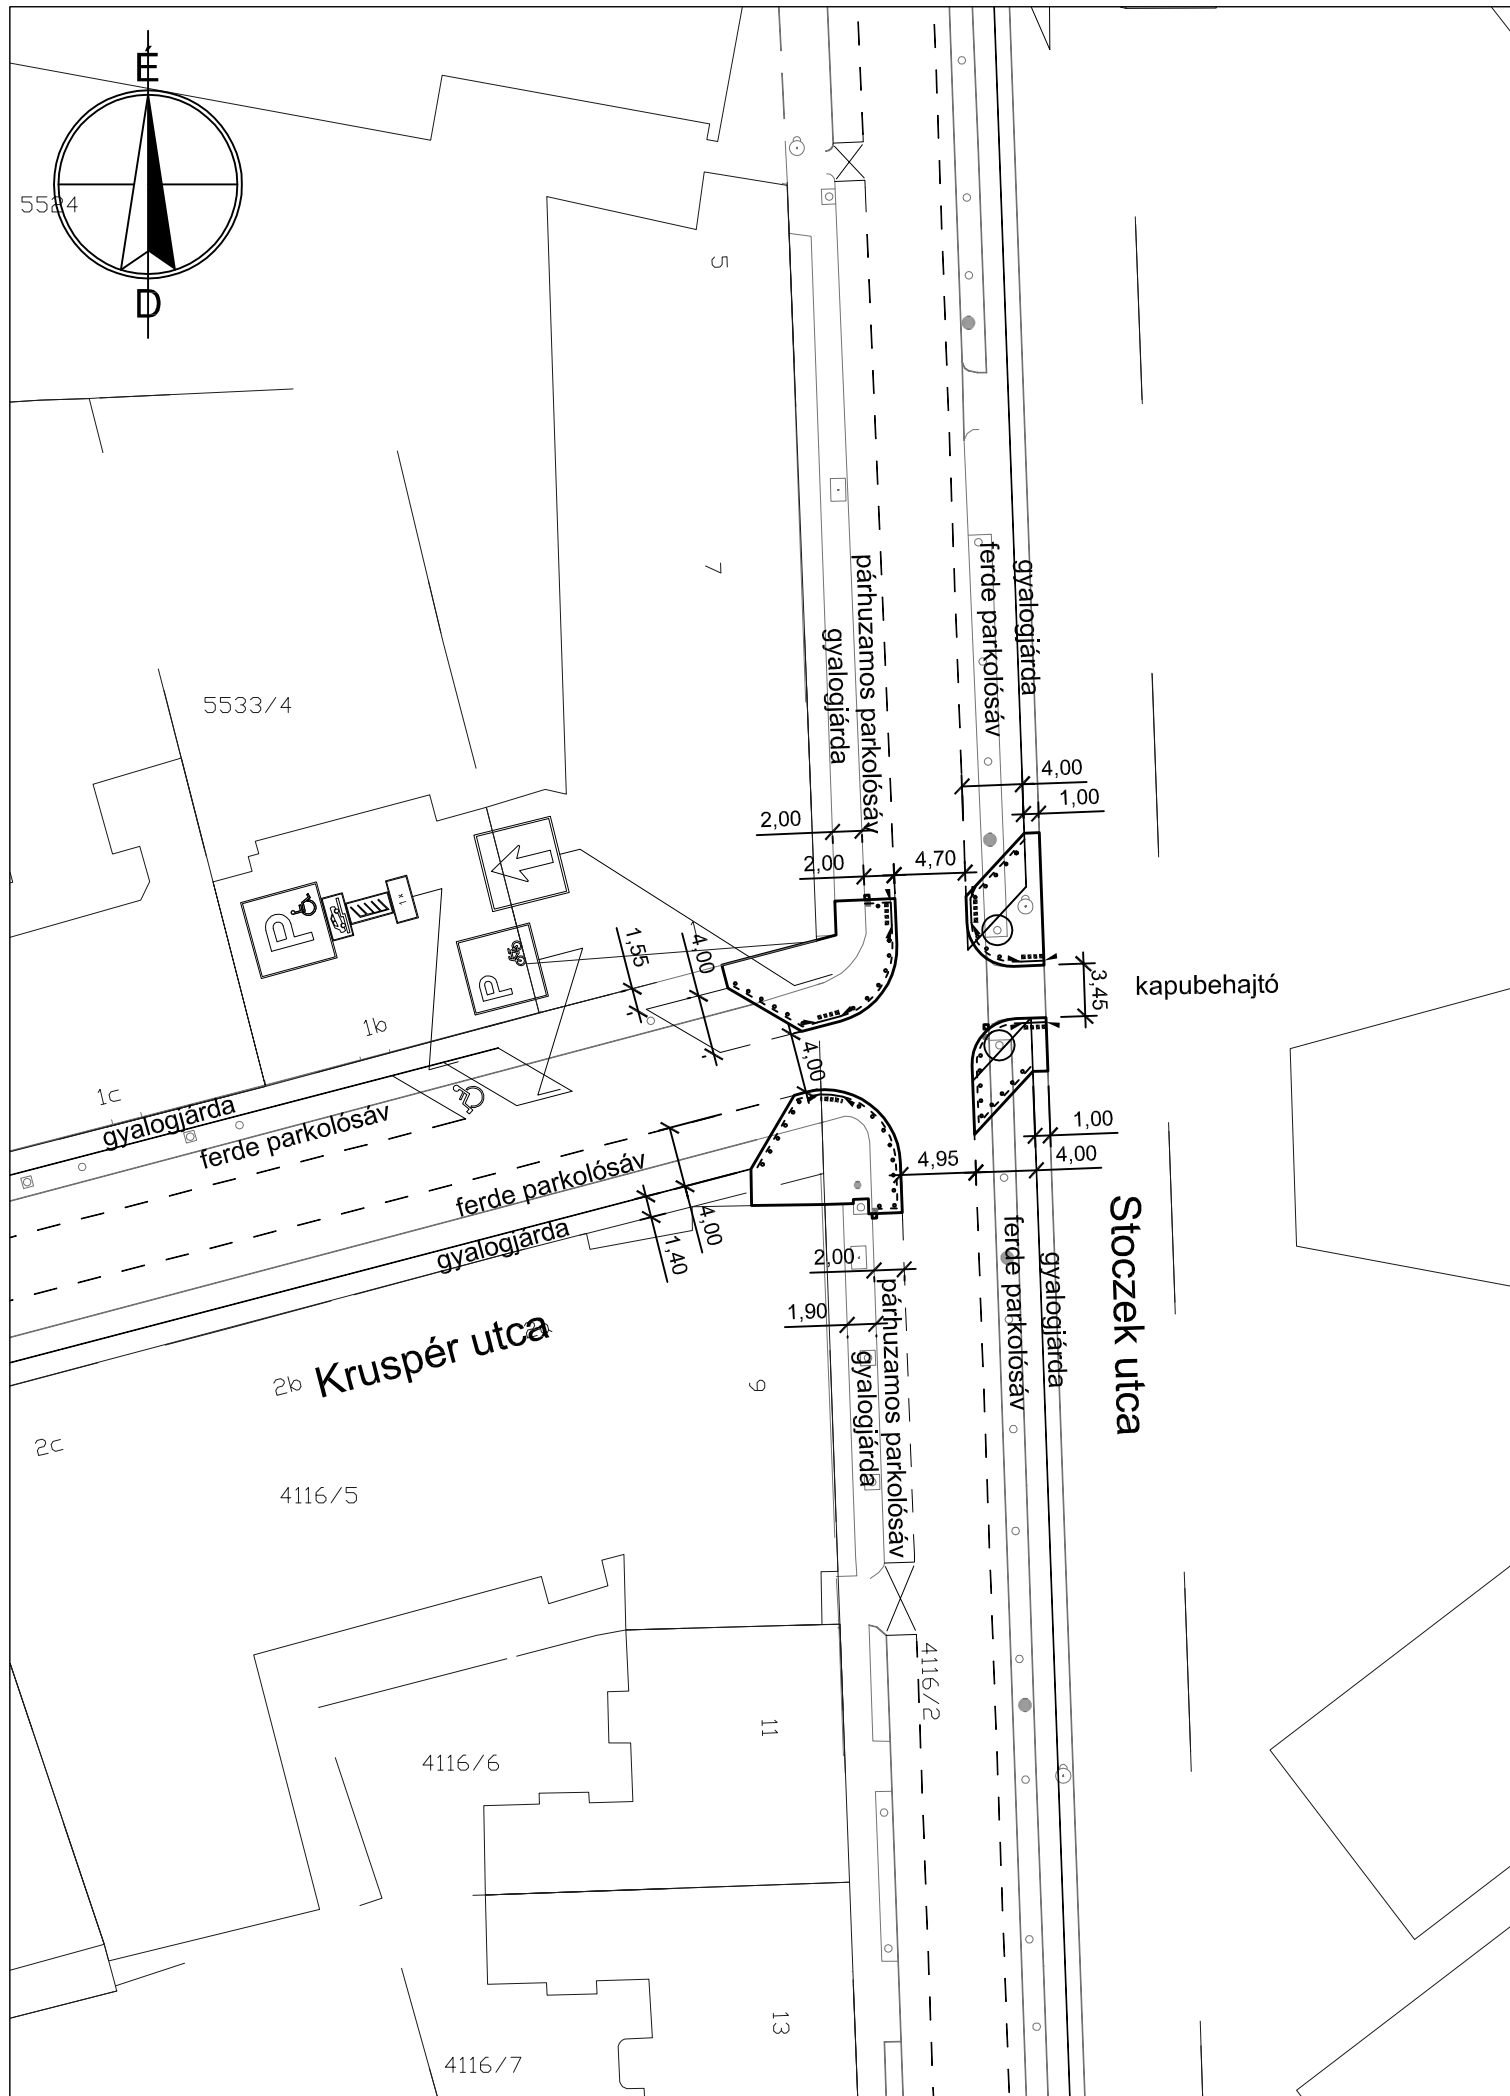 É
5524
D
5
7
párhuzamos parkolósáv
gyalogjárda
ferde parkolósáv
gyalogjárda
5533/4
4,00
1,00
2,00
2,00
4,70
P
P
1,55
4,00
3,45
kapubehajtó
1b
1c
4,00
gyalogjárda
ferde parkolósáv
ferde parkolósáv
gyalogjárda
1,00
4,95
4,00
4,00
1,40
Stoczek utca
2,00
1,90
párhuzamos parkolósáv
gyalogjárda
ferde parkolósáv
gyalogjárda
Kruspér utca
2a
2b
2c
9
4116/5
4116/2
11
4116/6
13
4116/7